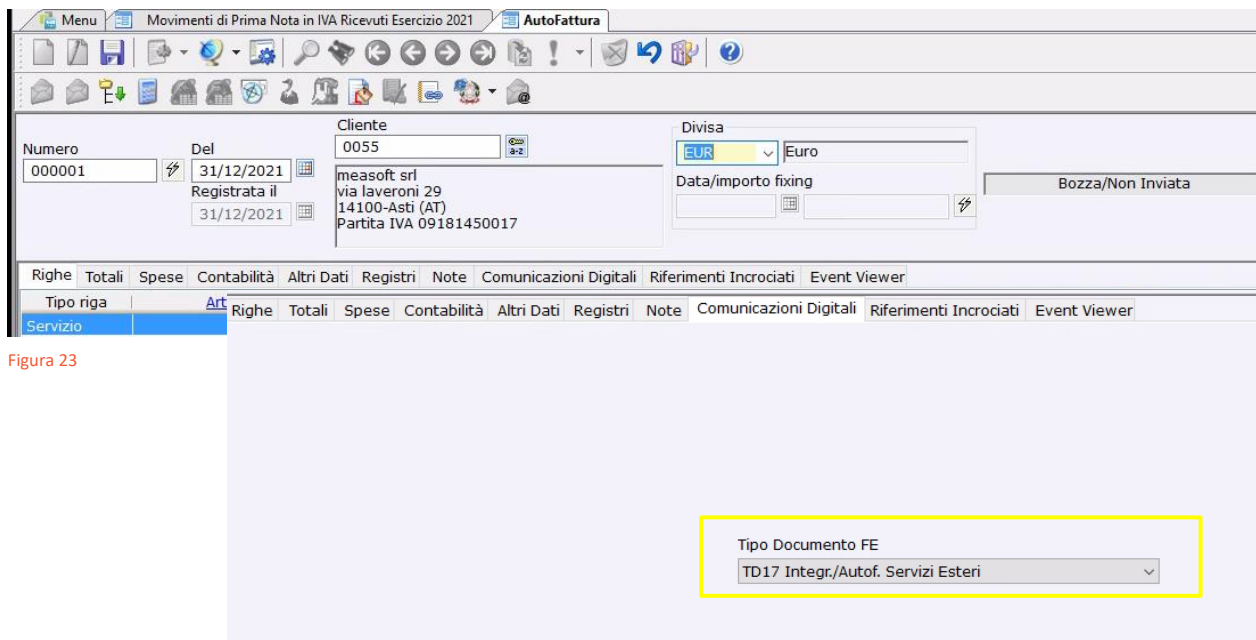 Menu Movimenti di Prima Nota in IVA Ricevuti Esercizio 2021 AutoFattura
Numero Del Cliente Divisa
000001 31/12/2021 0055 EUR Euro
Registrata il
31/12/2021
measoft srl
via laveroni 29
14100-Asti (AT)
Partita IVA 09181450017
Data/importo fixing
Bozza/Non Inviata
Righe Totali Spese Contabilità Altri Dati Registri Note Comunicazioni Digitali Riferimenti Incrociati Event Viewer
Tipo riga Art
Servizio
Righe Totali Spese Contabilità Altri Dati Registri Note Comunicazioni Digitali Riferimenti Incrociati Event Viewer
Figura 23
Tipo Documento FE
TD17 Integr./Autof. Servizi Esteri